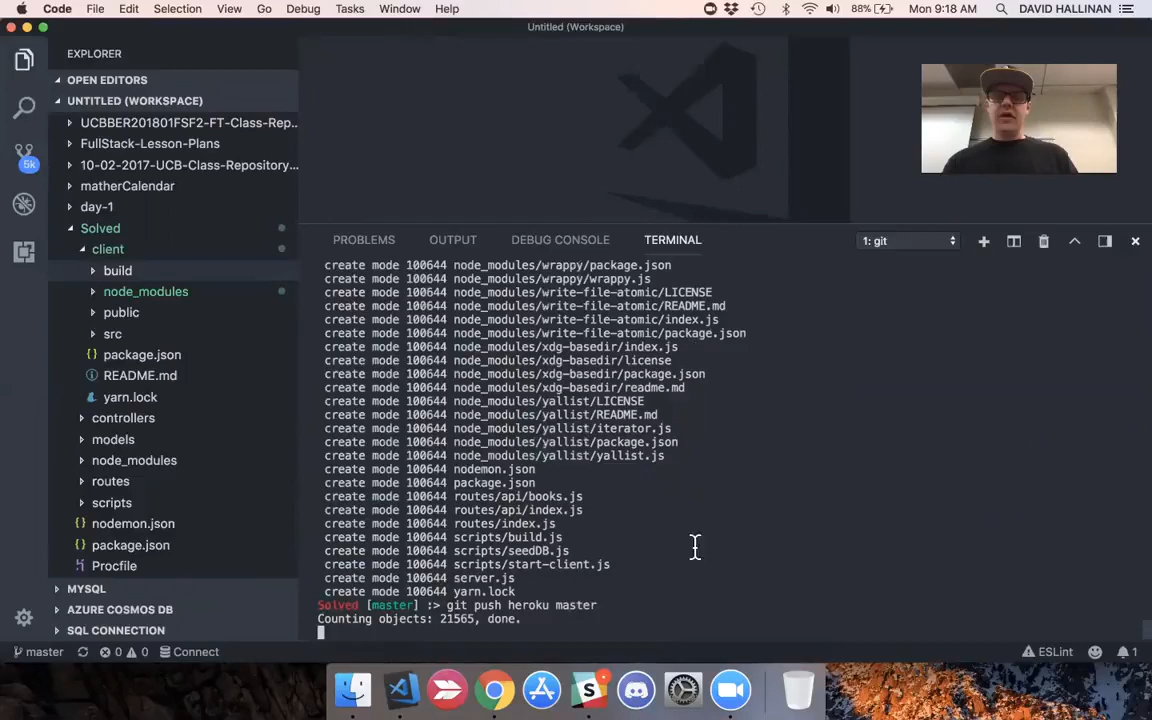 Code File Edit Selection View Go Debug Tasks Window Help 88% Mon 9:18 AM DAVID HALLINAN
Untitled (Workspace)
EXPLORER
OPEN EDITORS
UNTITLED (WORKSPACE)
UCBBER201801FSF2-FT-Class-Rep...
FullStack-Lesson-Plans
10-02-2017-UCB-Class-Repository...
matherCalendar
day-1
Solved
client
build
node_modules
public
src
package.json
README.md
yarn.lock
controllers
models
node_modules
routes
scripts
nodemon.json
package.json
Procfile
MYSQL
AZURE COSMOS DB
SQL CONNECTION
5k
PROBLEMS OUTPUT DEBUG CONSOLE TERMINAL 1: git
create mode 100644 node_modules/wrappy/package.json
create mode 100644 node_modules/wrappy/wrappy.js
create mode 100644 node_modules/write-file-atomic/LICENSE
create mode 100644 node_modules/write-file-atomic/README.md
create mode 100644 node_modules/write-file-atomic/index.js
create mode 100644 node_modules/write-file-atomic/package.json
create mode 100644 node_modules/xdg-basedir/index.js
create mode 100644 node_modules/xdg-basedir/license
create mode 100644 node_modules/xdg-basedir/package.json
create mode 100644 node_modules/xdg-basedir/readme.md
create mode 100644 node_modules/yallist/LICENSE
create mode 100644 node_modules/yallist/README.md
create mode 100644 node_modules/yallist/iterator.js
create mode 100644 node_modules/yallist/package.json
create mode 100644 node_modules/yallist/yallist.js
create mode 100644 nodemon.json
create mode 100644 package.json
create mode 100644 routes/api/books.js
create mode 100644 routes/api/index.js
create mode 100644 routes/index.js
create mode 100644 scripts/build.js
create mode 100644 scripts/seedDB.js
create mode 100644 scripts/start-client.js
create mode 100644 server.js
create mode 100644 yarn.lock
Solved [master] :> git push heroku master
Counting objects: 21565, done.
master 0 0 Connect ESLint 1